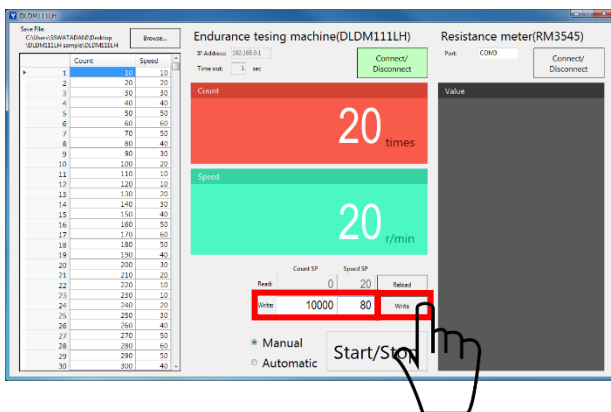 DLDM111LH
Save File:
C:\Users\SSWATADANI\Desktop
\DLDM111LH sample\DLDM111LH
Browse...
Count Speed
1 10 10
2 20 20
3 30 30
4 40 40
5 50 50
6 60 60
7 70 50
8 80 40
9 90 30
10 100 20
11 110 10
12 120 10
13 130 20
14 140 30
15 150 40
16 160 50
17 170 60
18 180 50
19 190 40
20 200 30
21 210 20
22 220 10
23 230 10
24 240 20
25 250 30
26 260 40
27 270 50
28 280 60
29 290 50
30 300 40
Endurance tesing machine(DLDM111LH)
IP Address: 192.168.0.1
Time out: 1 sec
Connect/
Disconnect
Count
20 times
Speed
20 r/min
Count SP Speed SP
Read: 0 20 Reload
Write: 10000 80 Write
Manual
Automatic
Start/Stop
Resistance meter(RM3545)
Port: COM3
Connect/
Disconnect
Value